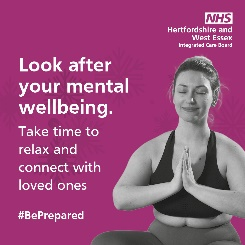 NHS
Hertfordshire and
West Essex
Integrated Care Board
Look after
your mental
wellbeing.
Take time to
relax and
connect with
loved ones
#BePrepared